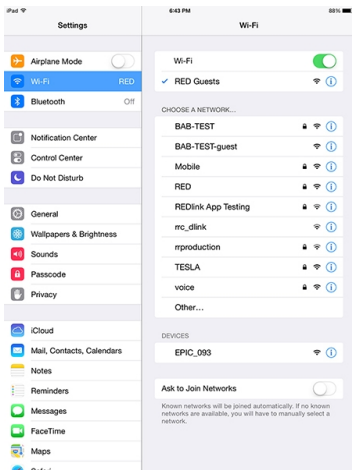 iPad 6:43 PM 88%
Settings
Wi-Fi
Airplane Mode
Wi-Fi RED
Bluetooth Off
Notification Center
Control Center
Do Not Disturb
General
Wallpapers & Brightness
Sounds
Passcode
Privacy
iCloud
Mail, Contacts, Calendars
Notes
Reminders
Messages
FaceTime
Maps
Wi-Fi
RED Guests
CHOOSE A NETWORK...
BAB-TEST
BAB-TEST-guest
Mobile
RED
REDlink App Testing
rrc_dlink
rrproduction
TESLA
voice
Other...
DEVICES
EPIC_093
Ask to Join Networks
Known networks will be joined automatically. If no known
networks are available, you will have to manually select a
network.